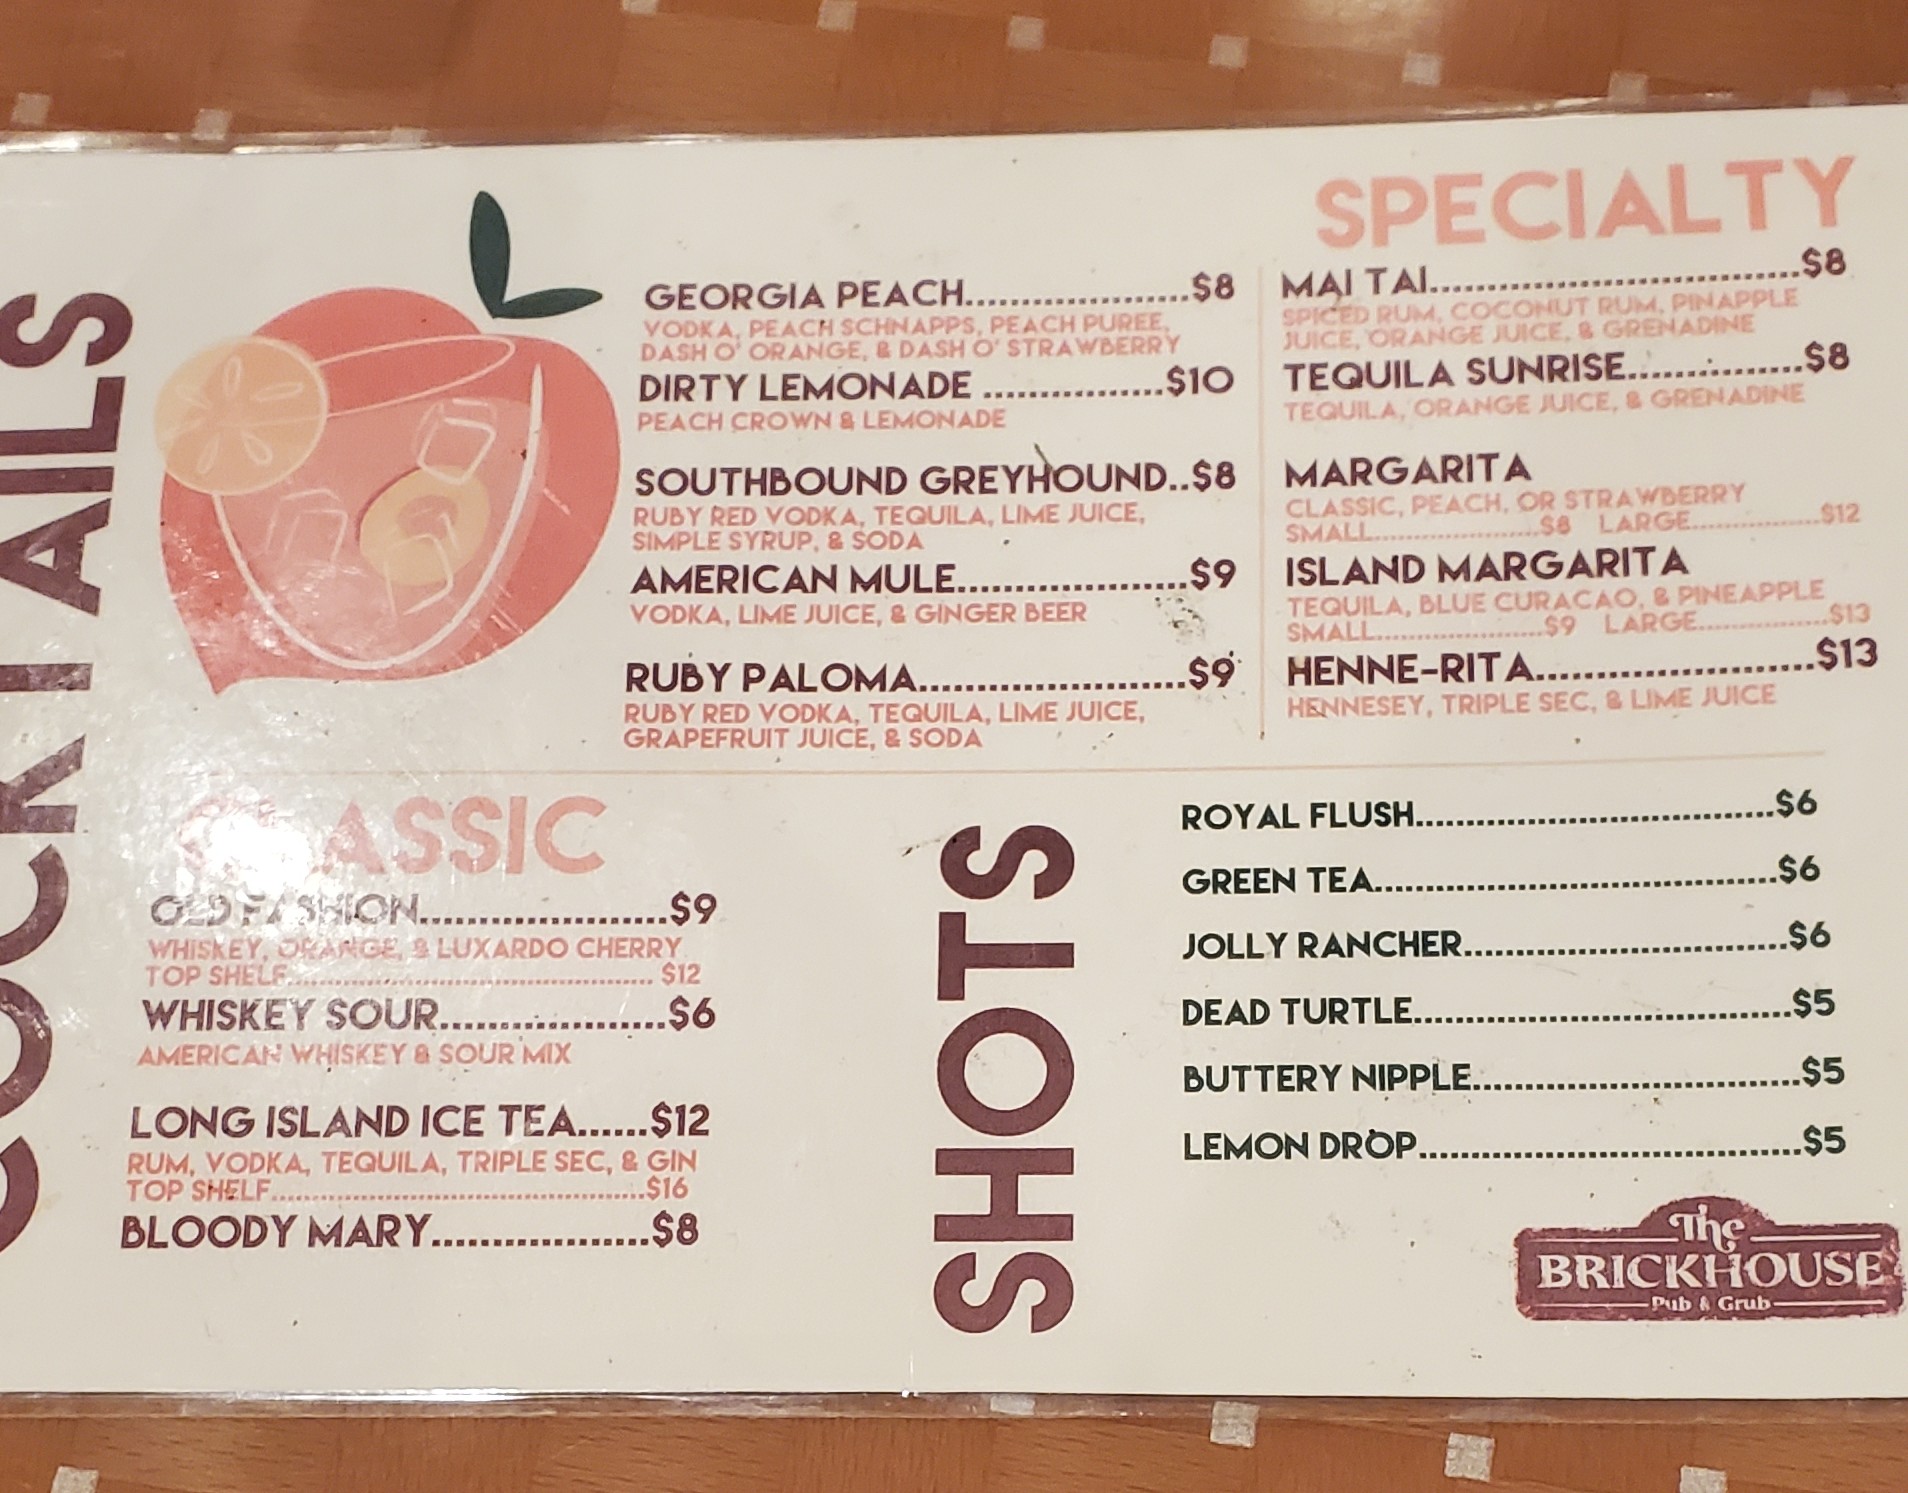 COCKTAILS
SPECIALTY
GEORGIA PEACH.....................$8
VODKA, PEACH SCHNAPPS, PEACH PUREE,
DASH O' ORANGE, & DASH O' STRAWBERRY
DIRTY LEMONADE .................$10
PEACH CROWN & LEMONADE
SOUTHBOUND GREYHOUND..$8
RUBY RED VODKA, TEQUILA, LIME JUICE,
SIMPLE SYRUP, & SODA
AMERICAN MULE.....................$9
VODKA, LIME JUICE, & GINGER BEER
RUBY PALOMA.........................$9
RUBY RED VODKA, TEQUILA, LIME JUICE,
GRAPEFRUIT JUICE, & SODA
MAI TAI...................................$8
SPICED RUM, COCONUT RUM, PINAPPLE
JUICE, ORANGE JUICE, & GRENADINE
TEQUILA SUNRISE................$8
TEQUILA, ORANGE JUICE, & GRENADINE
MARGARITA
CLASSIC, PEACH, OR STRAWBERRY
SMALL......................$8 LARGE.................$12
ISLAND MARGARITA
TEQUILA, BLUE CURACAO, & PINEAPPLE
SMALL......................$9 LARGE.................$13
HENNE-RITA..........................$13
HENNESEY, TRIPLE SEC, & LIME JUICE
CLASSIC
OLD FASHION.......................$9
WHISKEY, ORANGE, & LUXARDO CHERRY
TOP SHELF................................................ $12
WHISKEY SOUR.....................$6
AMERICAN WHISKEY & SOUR MIX
LONG ISLAND ICE TEA......$12
RUM, VODKA, TEQUILA, TRIPLE SEC, & GIN
TOP SHELF.................................................$16
BLOODY MARY....................$8
SHOTS
ROYAL FLUSH....................................$6
GREEN TEA.........................................$6
JOLLY RANCHER.................................$6
DEAD TURTLE.......................................$5
BUTTERY NIPPLE..................................$5
LEMON DROP.......................................$5
The
BRICKHOUSE
Pub & Grub